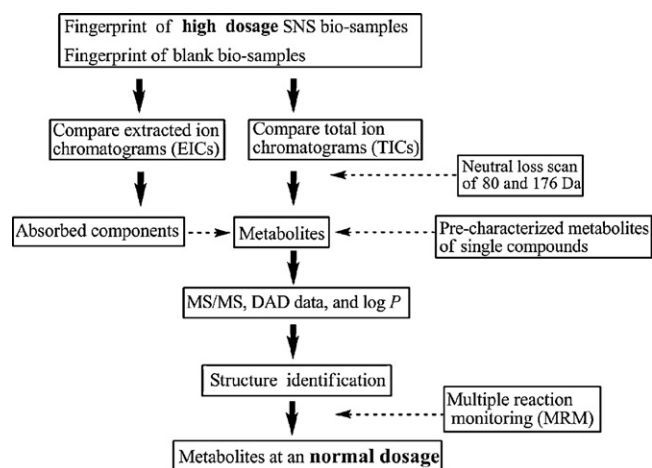 Fingerprint of high dosage SNS bio-samples
Fingerprint of blank bio-samples
Compare extracted ion
chromatograms (EICs)
Compare total ion
chromatograms (TICs)
Neutral loss scan
of 80 and 176 Da
Absorbed components
Metabolites
Pre-characterized metabolites
of single compounds
MS/MS, DAD data, and log P
Structure identification
Multiple reaction
monitoring (MRM)
Metabolites at an normal dosage